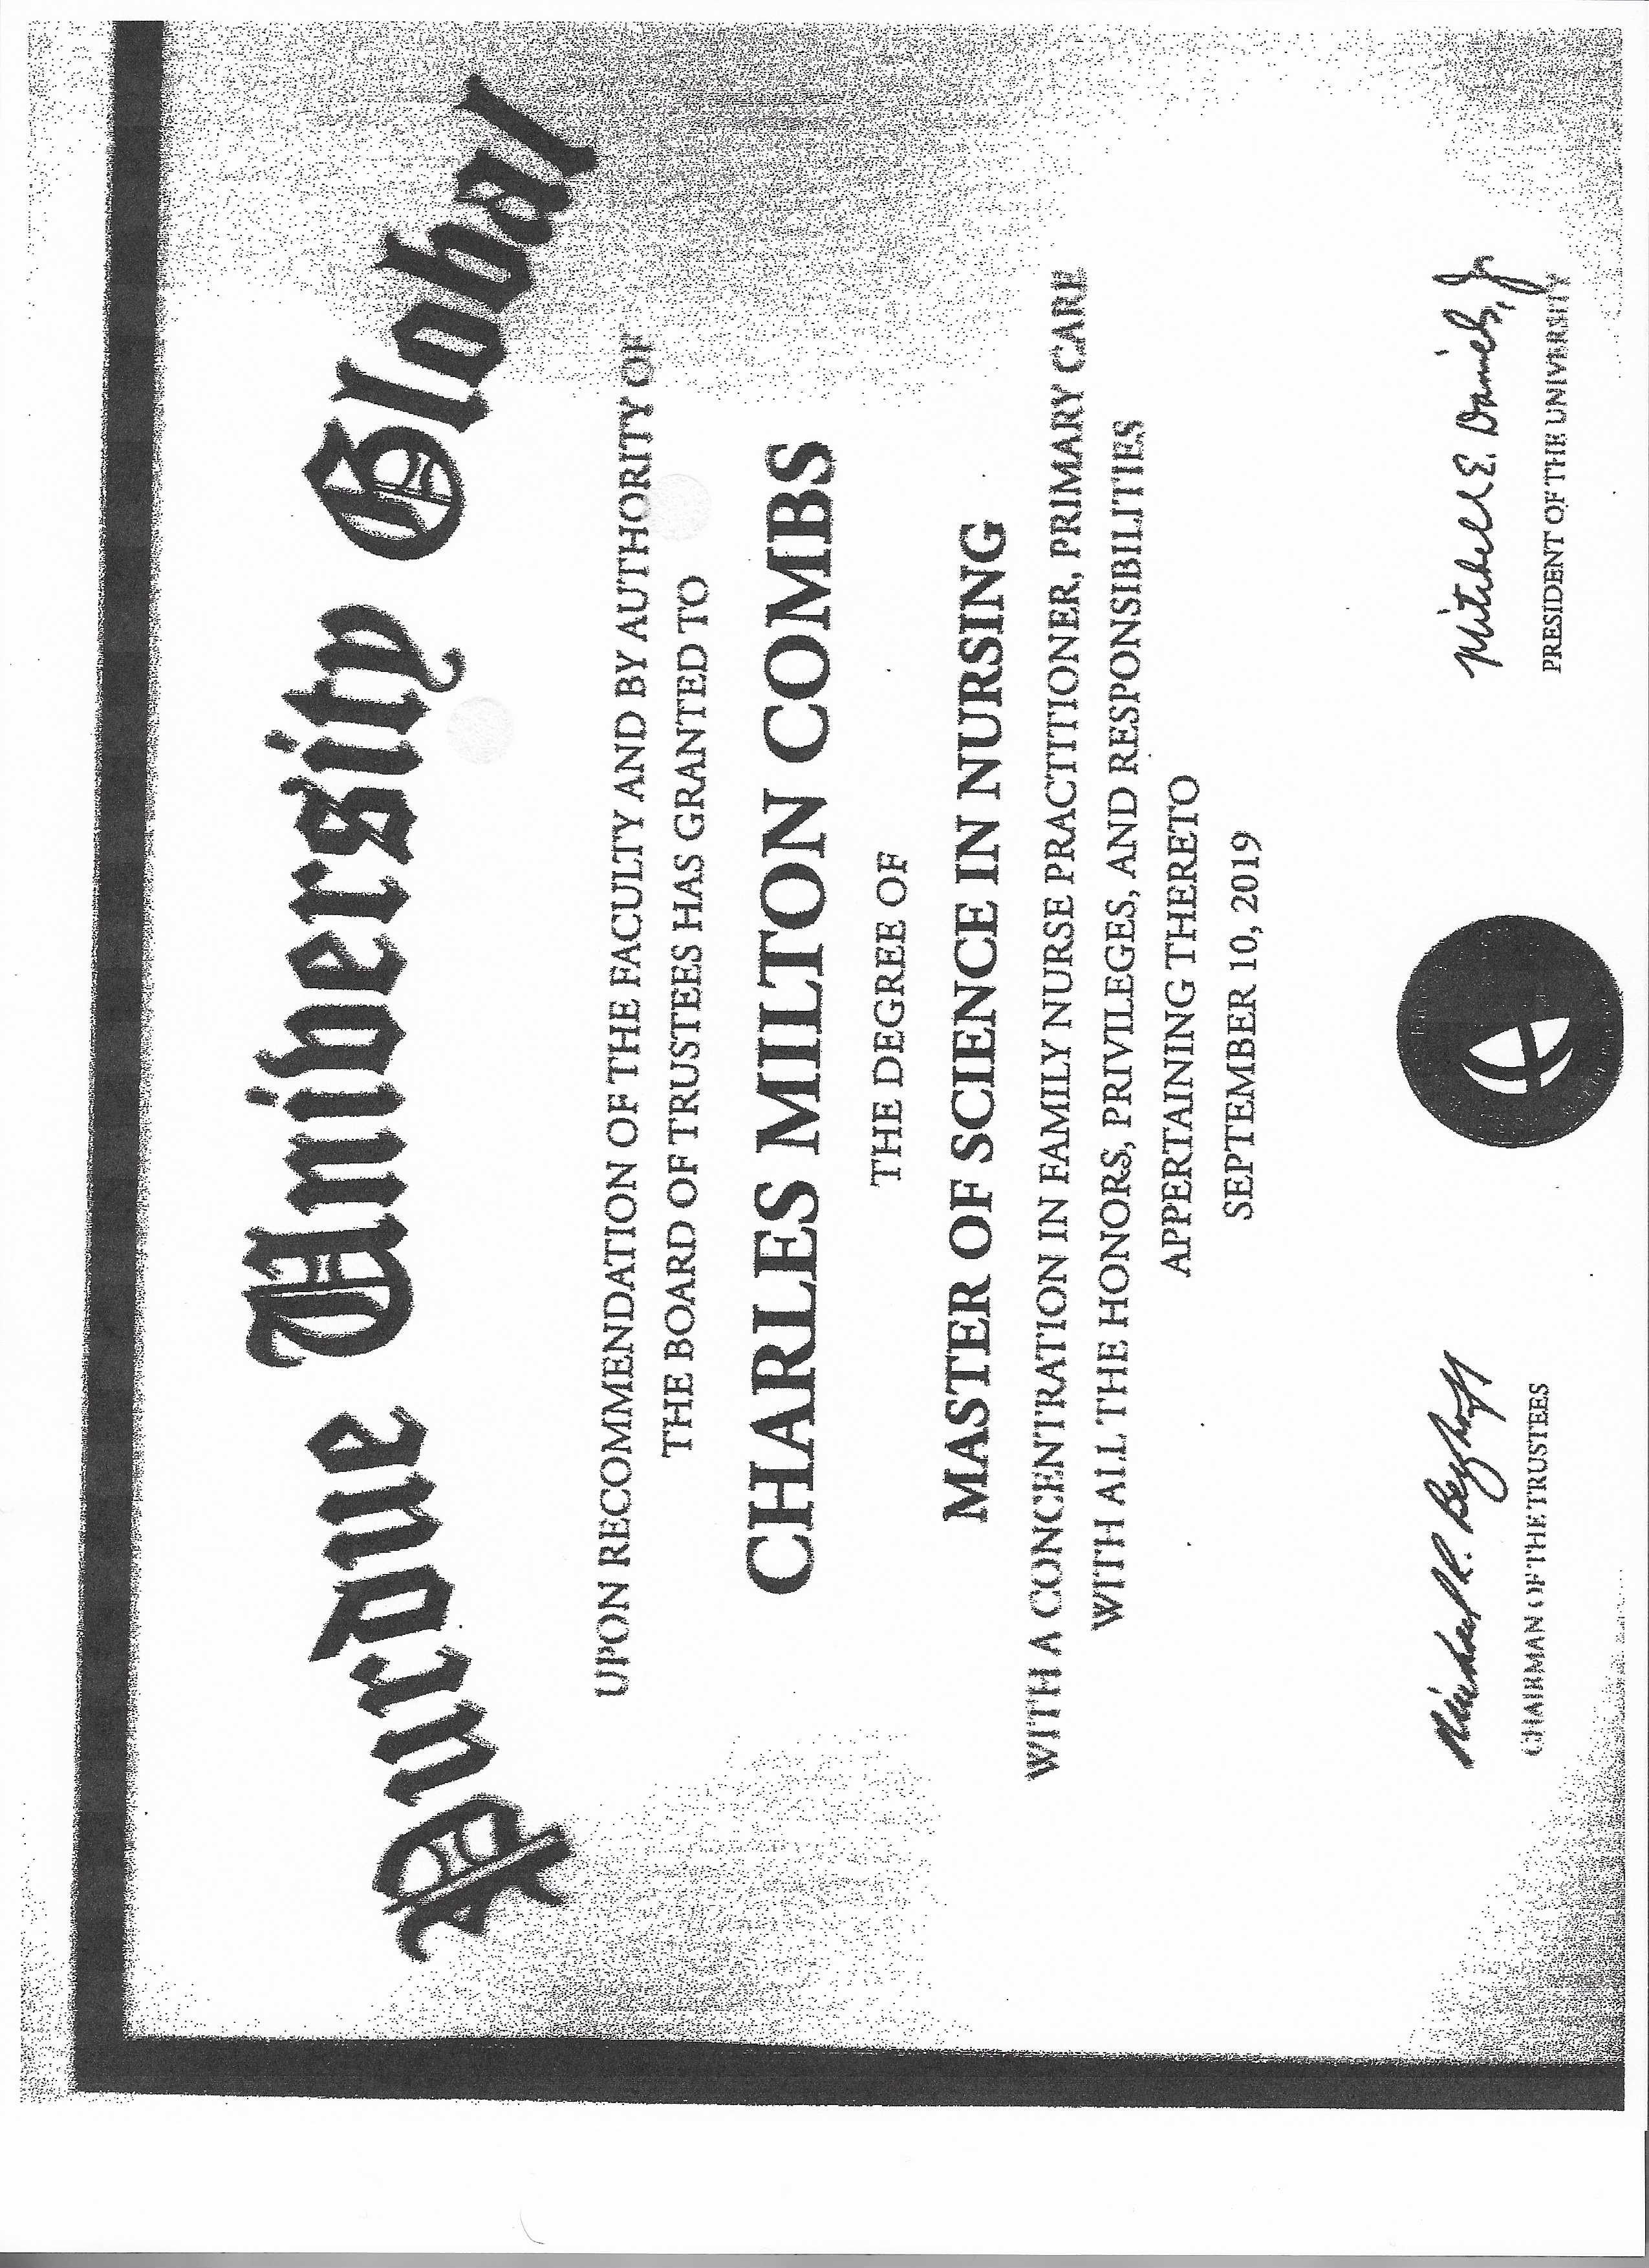 Purdue University Global
UPON RECOMMENDATION OF THE FACULTY AND BY AUTHORITY OF
THE BOARD OF TRUSTEES HAS GRANTED TO
CHARLES MILTON COMBS
THE DEGREE OF
MASTER OF SCIENCE IN NURSING
WITH A CONCENTRATION IN FAMILY NURSE PRACTITIONER, PRIMARY CARE
WITH ALL THE HONORS, PRIVILEGES, AND RESPONSIBILITIES
APPERTAINING THERETO
SEPTEMBER 10, 2019
Michael R. Berghoff
CHAIRMAN OF THE TRUSTEES
Mitchell E. Daniels, Jr
PRESIDENT OF THE UNIVERSITY